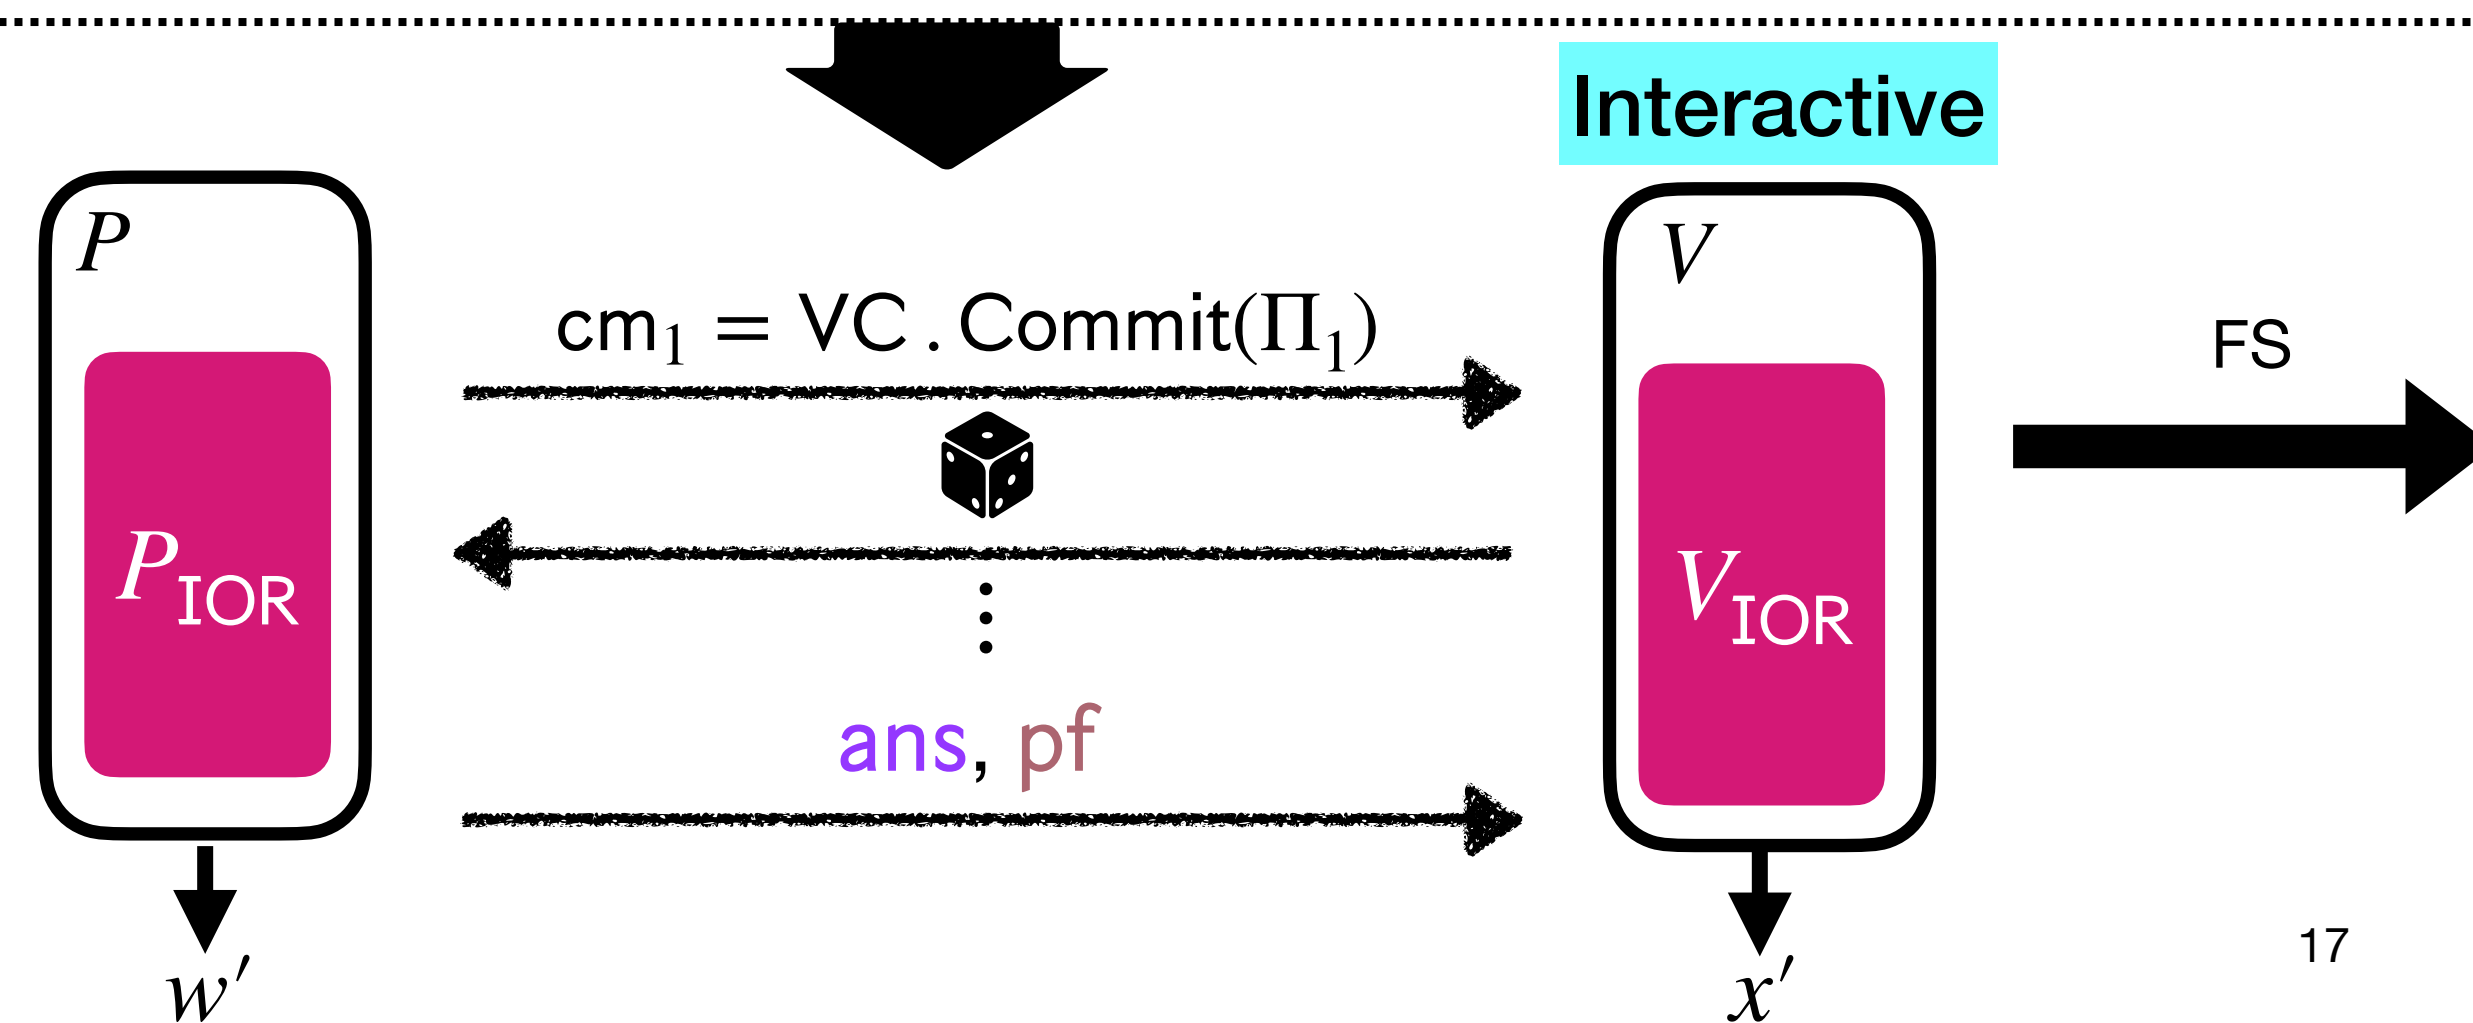 Interactive
P
V
cm₁ = VC . Commit(Π₁)
FS
P_IOR
V_IOR
ans, pf
w′
x′
17